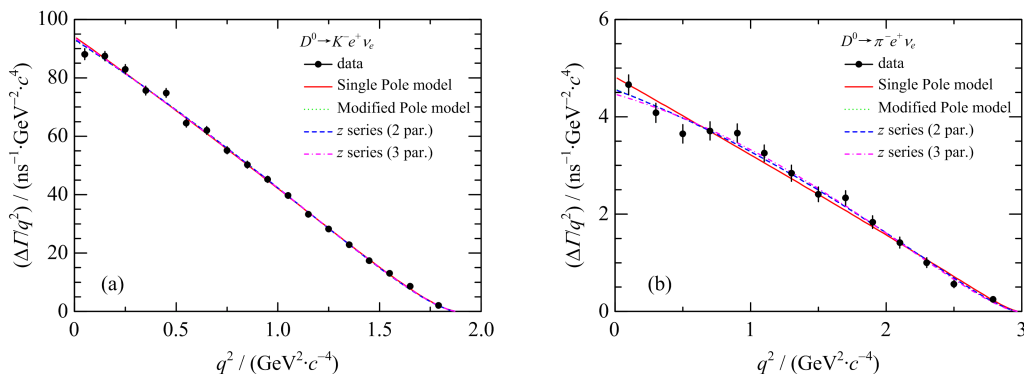 100
80
60
40
20
0
(ΔΓ/q²) / (ns⁻¹·GeV⁻²·c⁴)
D⁰→K⁻e⁺νₑ
data
Single Pole model
Modified Pole model
z series (2 par.)
z series (3 par.)
(a)
0 0.5 1.0 1.5 2.0
q² / (GeV²·c⁻⁴)
6
4
2
0
(ΔΓ/q²) / (ns⁻¹·GeV⁻²·c⁴)
D⁰→π⁻e⁺νₑ
data
Single Pole model
Modified Pole model
z series (2 par.)
z series (3 par.)
(b)
0 1 2 3
q² / (GeV²·c⁻⁴)